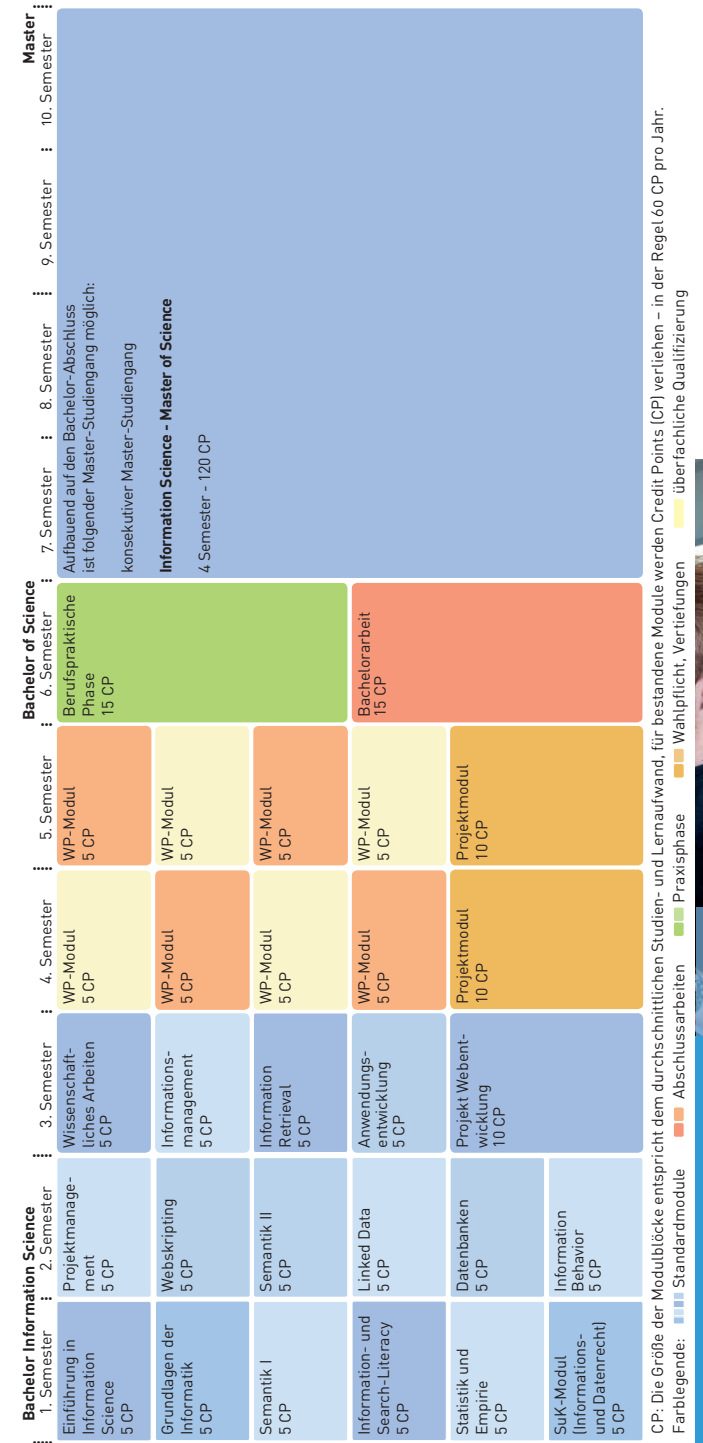 Bachelor Information Science
1. Semester
Einführung in
Information
Science
5 CP
Grundlagen der
Informatik
5 CP
Semantik I
5 CP
Information- und
Search-Literacy
5 CP
Statistik und
Empirie
5 CP
SuK-Modul
(Informations-
und Datenrecht)
5 CP
2. Semester
Projektmanage-
ment
5 CP
Webskripting
5 CP
Semantik II
5 CP
Linked Data
5 CP
Datenbanken
5 CP
Information
Behavior
5 CP
3. Semester
Wissenschaft-
liches Arbeiten
5 CP
Informations-
management
5 CP
Information
Retrieval
5 CP
Anwendungs-
entwicklung
5 CP
Projekt Webent-
wicklung
10 CP
4. Semester
WP-Modul
5 CP
WP-Modul
5 CP
WP-Modul
5 CP
WP-Modul
5 CP
Projektmodul
10 CP
5. Semester
WP-Modul
5 CP
WP-Modul
5 CP
WP-Modul
5 CP
WP-Modul
5 CP
Projektmodul
10 CP
Bachelor of Science
6. Semester
Berufspraktische
Phase
15 CP
Bachelorarbeit
15 CP
Master
7. Semester
8. Semester
9. Semester
10. Semester
Aufbauend auf den Bachelor-Abschluss
ist folgender Master-Studiengang möglich:
konsekutiver Master-Studiengang
Information Science - Master of Science
4 Semester - 120 CP
CP: Die Größe der Modulblöcke entspricht dem durchschnittlichen Studien- und Lernaufwand, für bestandene Module werden Credit Points (CP) verliehen – in der Regel 60 CP pro Jahr.
Farblegende: Standardmodule Abschlussarbeiten Praxisphase Wahlpflicht, Vertiefungen überfachliche Qualifizierung